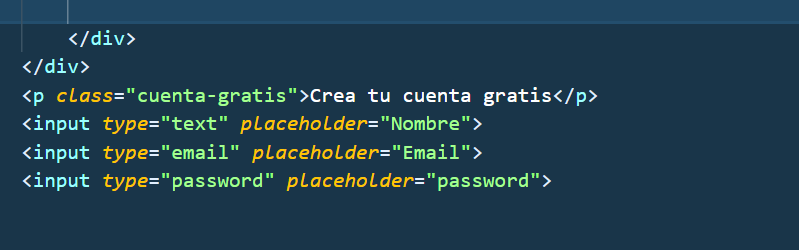 </div>
</div>
<p class="cuenta-gratis">Crea tu cuenta gratis</p>
<input type="text" placeholder="Nombre">
<input type="email" placeholder="Email">
<input type="password" placeholder="password">